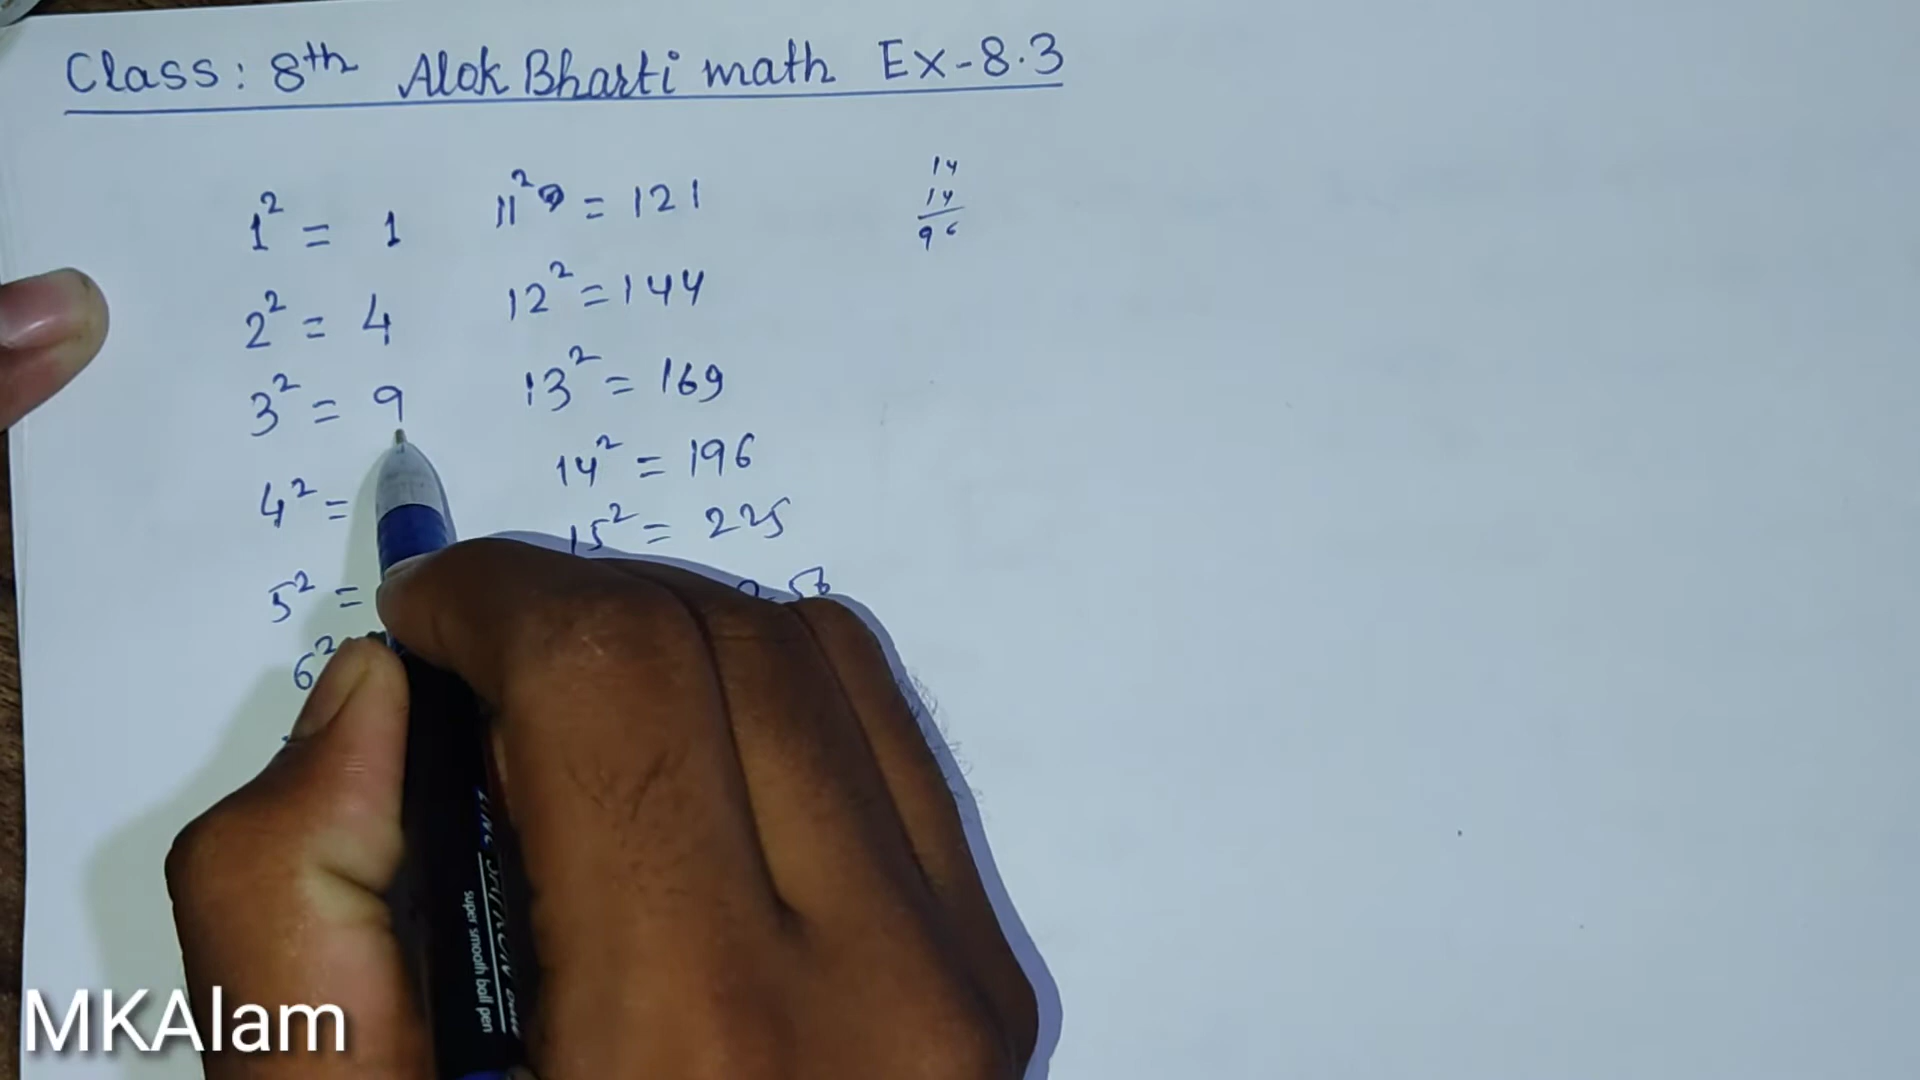 Class: 8th Alok Bharti math Ex-8.3
1² = 1
2² = 4
3² = 9
4² =
5² =
6²
11² = 121
12² = 144
13² = 169
14² = 196
15² = 225
256
14
14
96
super smooth ball pen
MKAlam